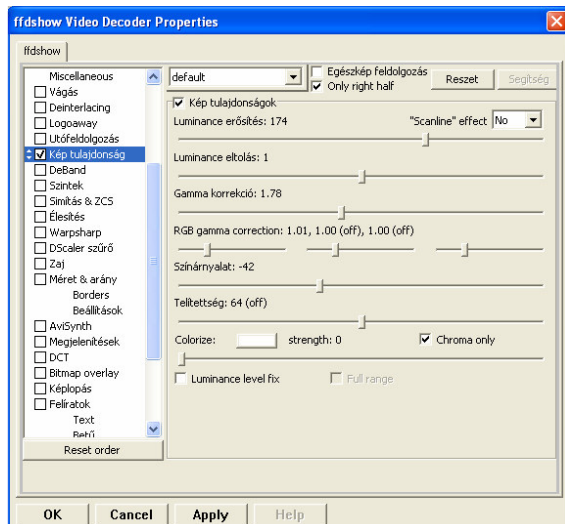 ffdshow Video Decoder Properties
ffdshow
Miscellaneous
Vágás
Deinterlacing
Logoaway
Utófeldolgozás
Kép tulajdonság
DeBand
Szintek
Simítás & ZCS
Élesítés
Warpsharp
DScaler szűrő
Zaj
Méret & arány
Borders
Beállítások
AviSynth
Megjelenítések
DCT
Bitmap overlay
Képlopás
Felíratok
Text
Betű
Reset order
default
Egészkép feldolgozás
Only right half
Reszet
Segítség
Kép tulajdonságok
Luminance erősítés: 174
"Scanline" effect
No
Luminance eltolás: 1
Gamma korrekció: 1.78
RGB gamma correction: 1.01, 1.00 (off), 1.00 (off)
Színárnyalat: -42
Telítettség: 64 (off)
Colorize:
strength: 0
Chroma only
Luminance level fix
Full range
OK
Cancel
Apply
Help